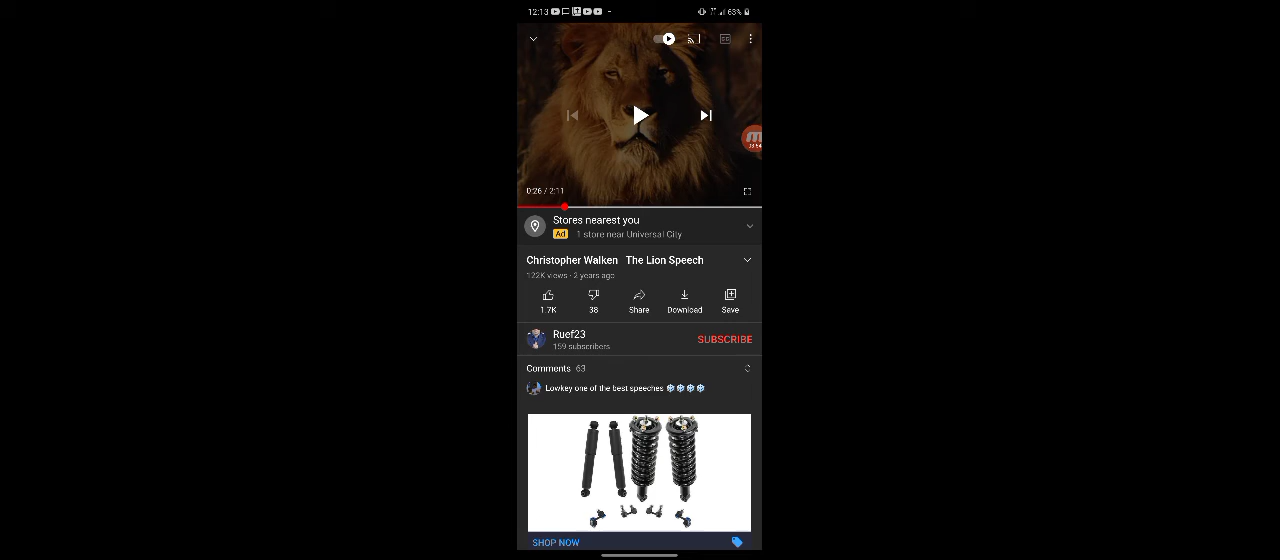 12:13 63%
0:26 / 2:11
Stores nearest you
Ad 1 store near Universal City
Christopher Walken The Lion Speech
122K views · 2 years ago
1.7K 38 Share Download Save
Ruef23
159 subscribers
SUBSCRIBE
Comments 63
Lowkey one of the best speeches ❄️❄️❄️❄️
SHOP NOW